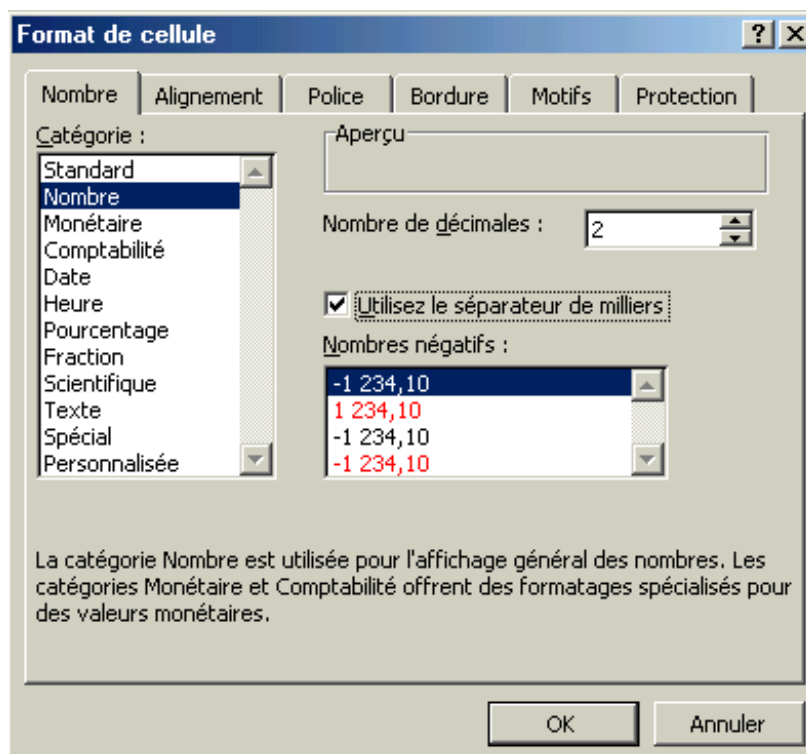 Format de cellule
Nombre Alignement Police Bordure Motifs Protection
Catégorie :
Standard
Nombre
Monétaire
Comptabilité
Date
Heure
Pourcentage
Fraction
Scientifique
Texte
Spécial
Personnalisée
Aperçu
Nombre de décimales : 2
Utilisez le séparateur de milliers
Nombres négatifs :
-1 234,10
1 234,10
-1 234,10
-1 234,10
La catégorie Nombre est utilisée pour l'affichage général des nombres. Les
catégories Monétaire et Comptabilité offrent des formatages spécialisés pour
des valeurs monétaires.
OK Annuler